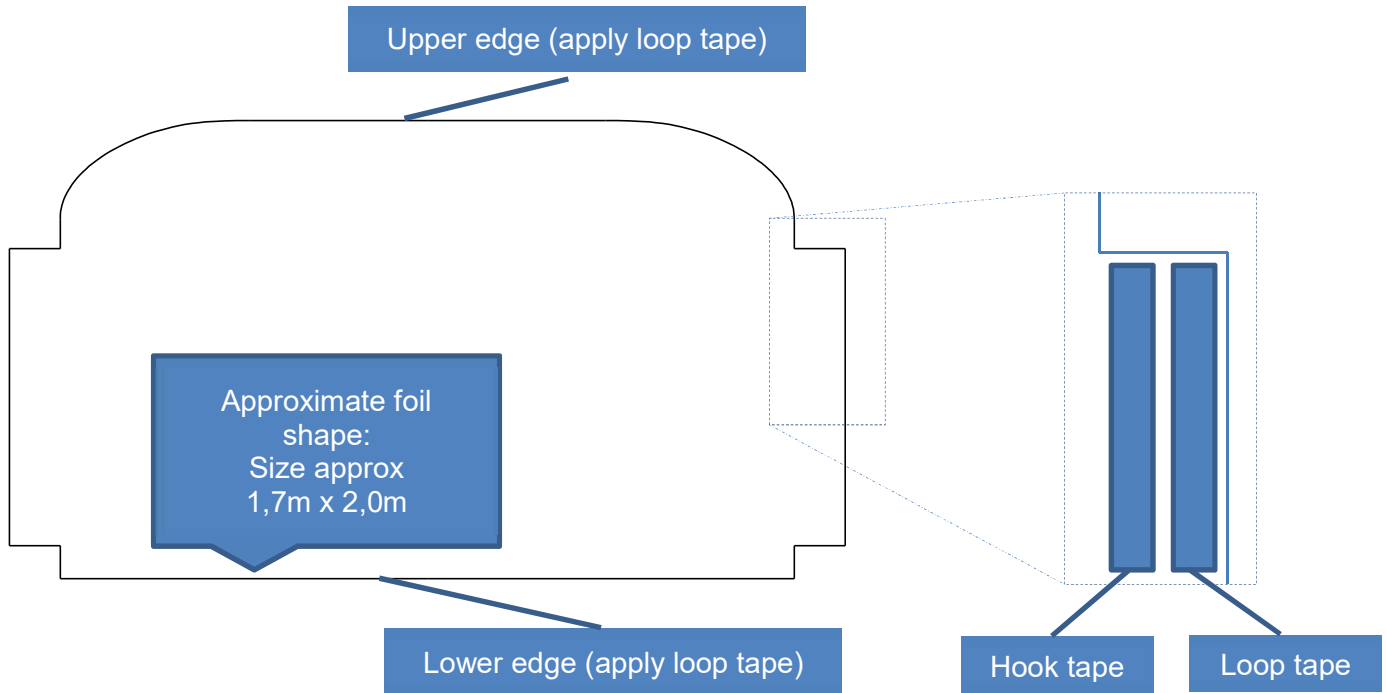 Upper edge (apply loop tape)
Approximate foil
shape:
Size approx
1,7m x 2,0m
Lower edge (apply loop tape)
Hook tape
Loop tape